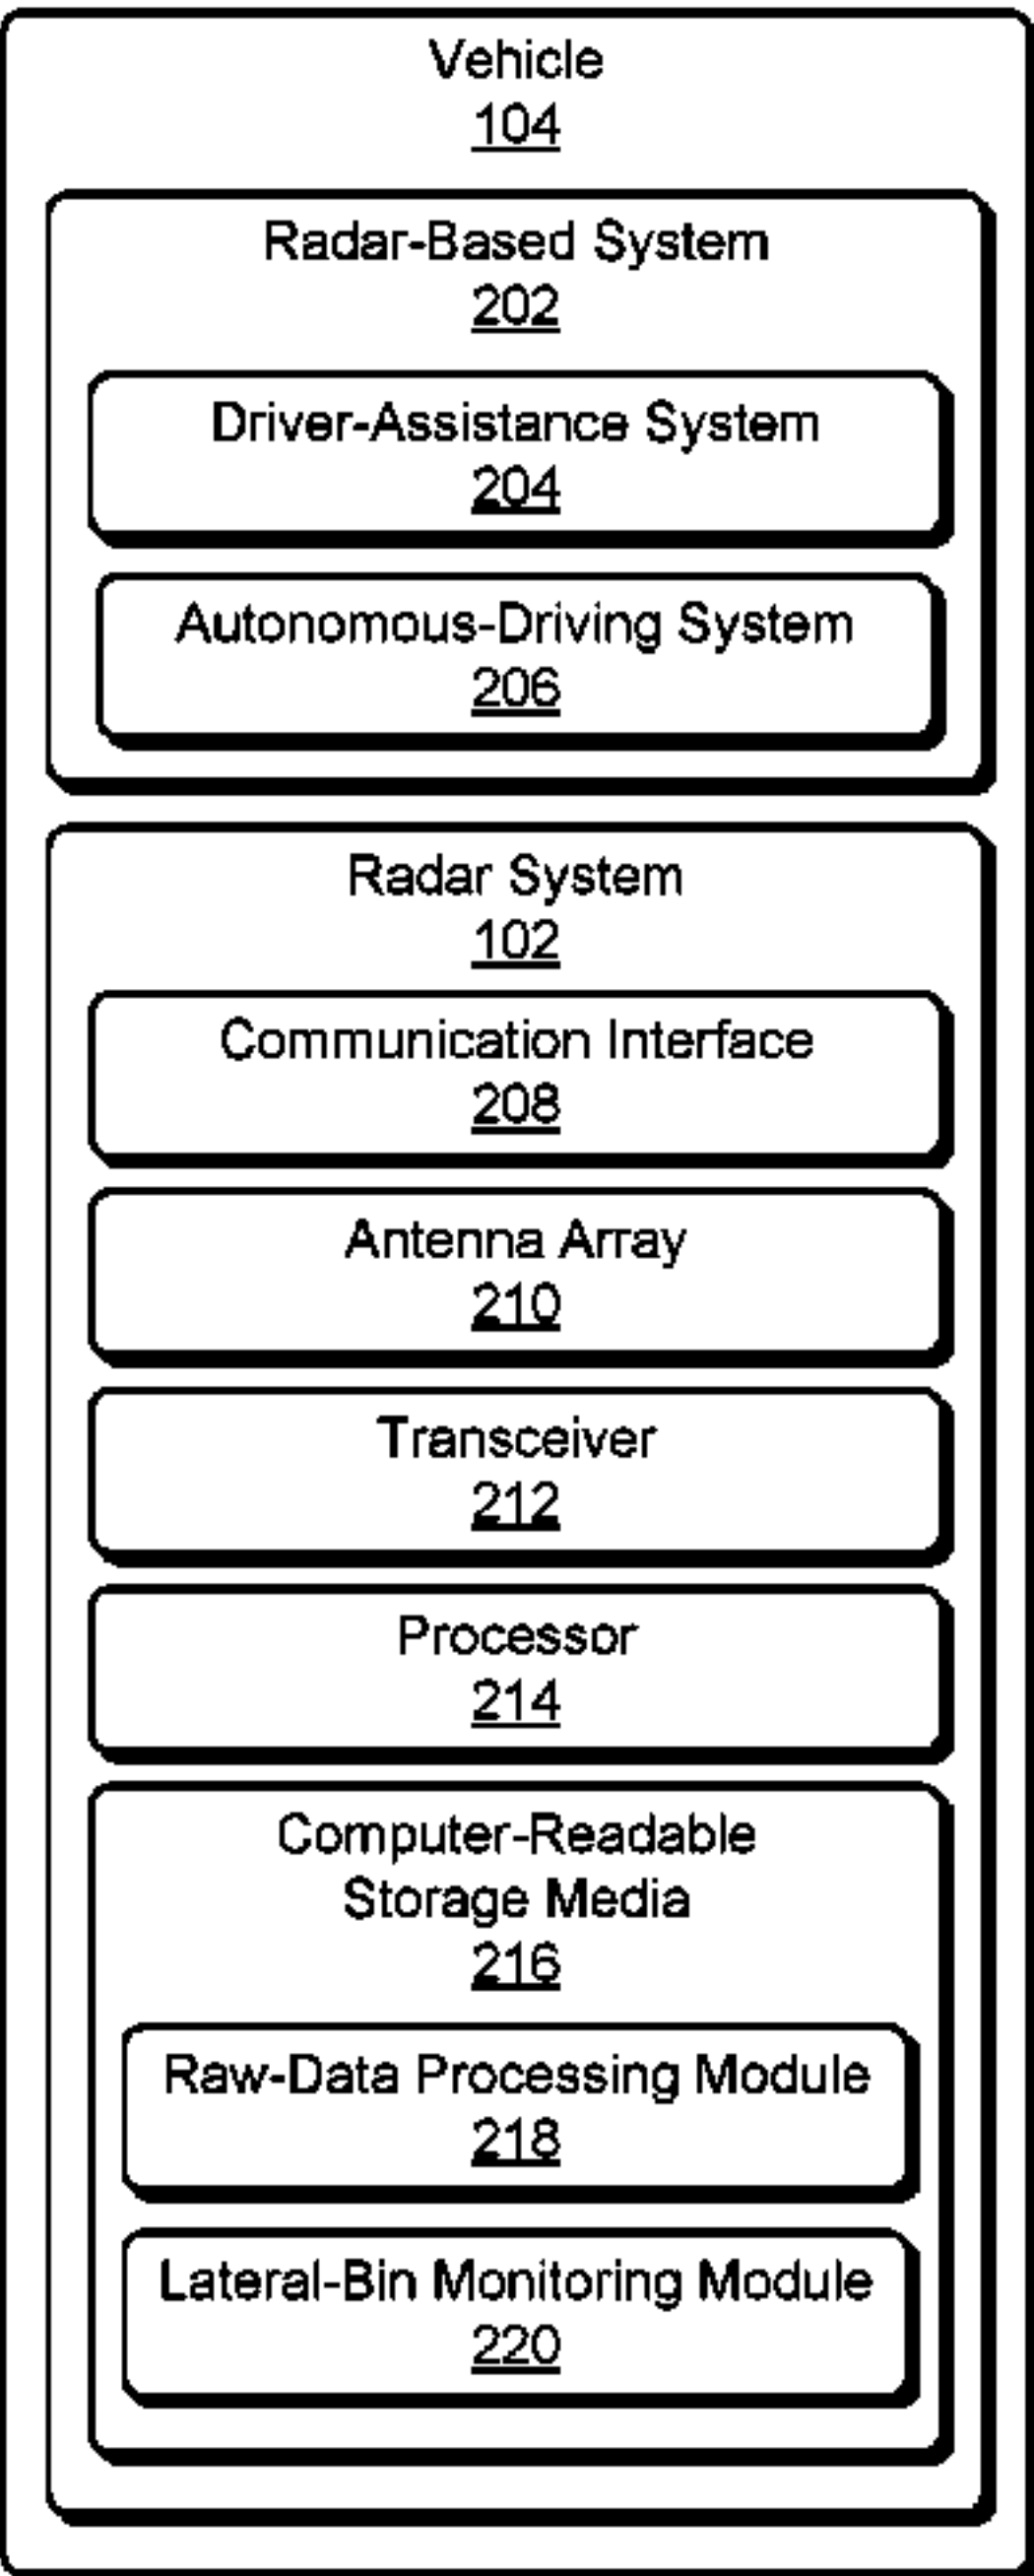 Vehicle
104
Radar-Based System
202
Driver-Assistance System
204
Autonomous-Driving System
206
Radar System
102
Communication Interface
208
Antenna Array
210
Transceiver
212
Processor
214
Computer-Readable
Storage Media
216
Raw-Data Processing Module
218
Lateral-Bin Monitoring Module
220